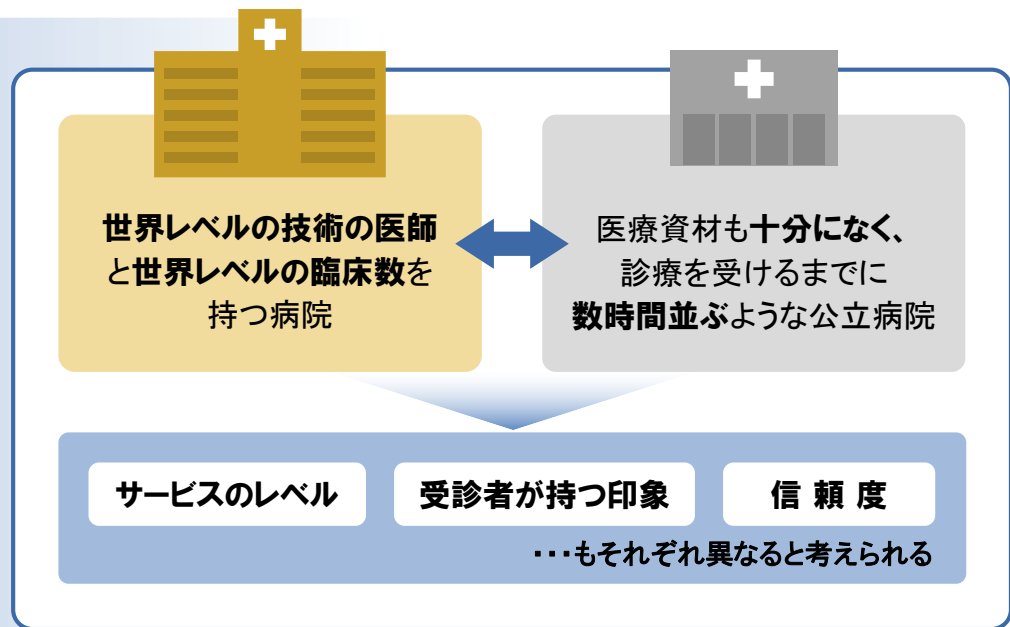 世界レベルの技術の医師
と世界レベルの臨床数を
持つ病院
医療資材も十分になく、
診療を受けるまでに
数時間並ぶような公立病院
サービスのレベル
受診者が持つ印象
信頼度
･･･もそれぞれ異なると考えられる